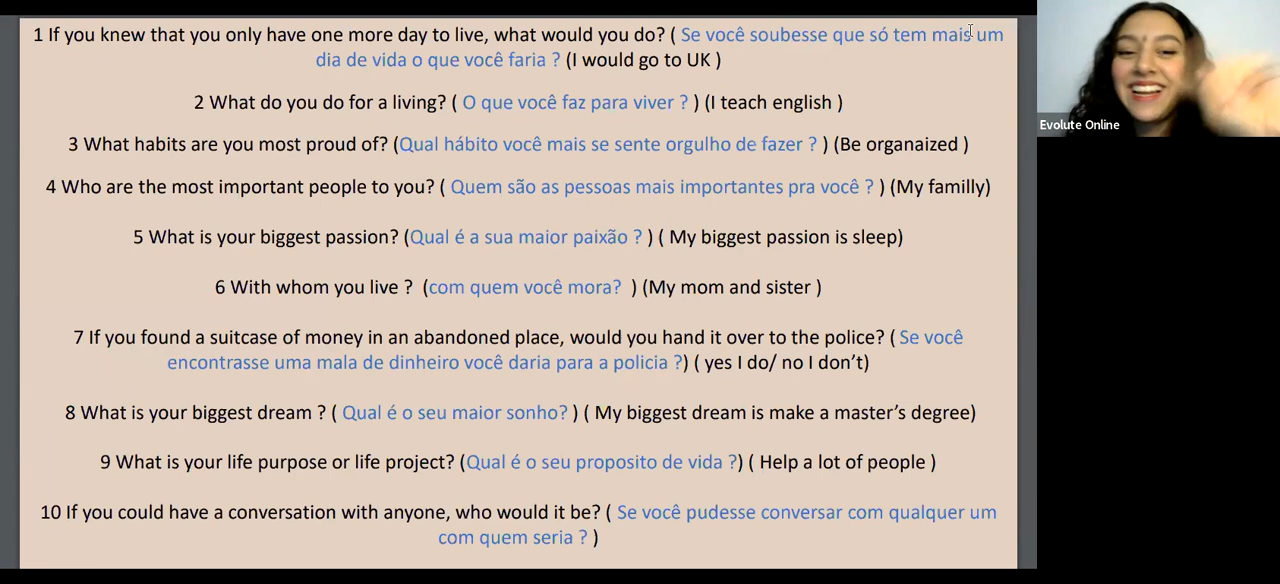 1 If you knew that you only have one more day to live, what would you do? ( Se você soubesse que só tem mais um
dia de vida o que você faria ? (I would go to UK )
2 What do you do for a living? ( O que você faz para viver ? ) (I teach english )
3 What habits are you most proud of? (Qual hábito você mais se sente orgulho de fazer ? ) (Be organaized )
4 Who are the most important people to you? ( Quem são as pessoas mais importantes pra você ? ) (My familly)
5 What is your biggest passion? (Qual é a sua maior paixão ? ) ( My biggest passion is sleep)
6 With whom you live ? (com quem você mora? ) (My mom and sister )
7 If you found a suitcase of money in an abandoned place, would you hand it over to the police? ( Se você
encontrasse uma mala de dinheiro você daria para a policia ?) ( yes I do/ no I don’t)
8 What is your biggest dream ? ( Qual é o seu maior sonho? ) ( My biggest dream is make a master’s degree)
9 What is your life purpose or life project? (Qual é o seu proposito de vida ?) ( Help a lot of people )
10 If you could have a conversation with anyone, who would it be? ( Se você pudesse conversar com qualquer um
com quem seria ? )
Evolute Online